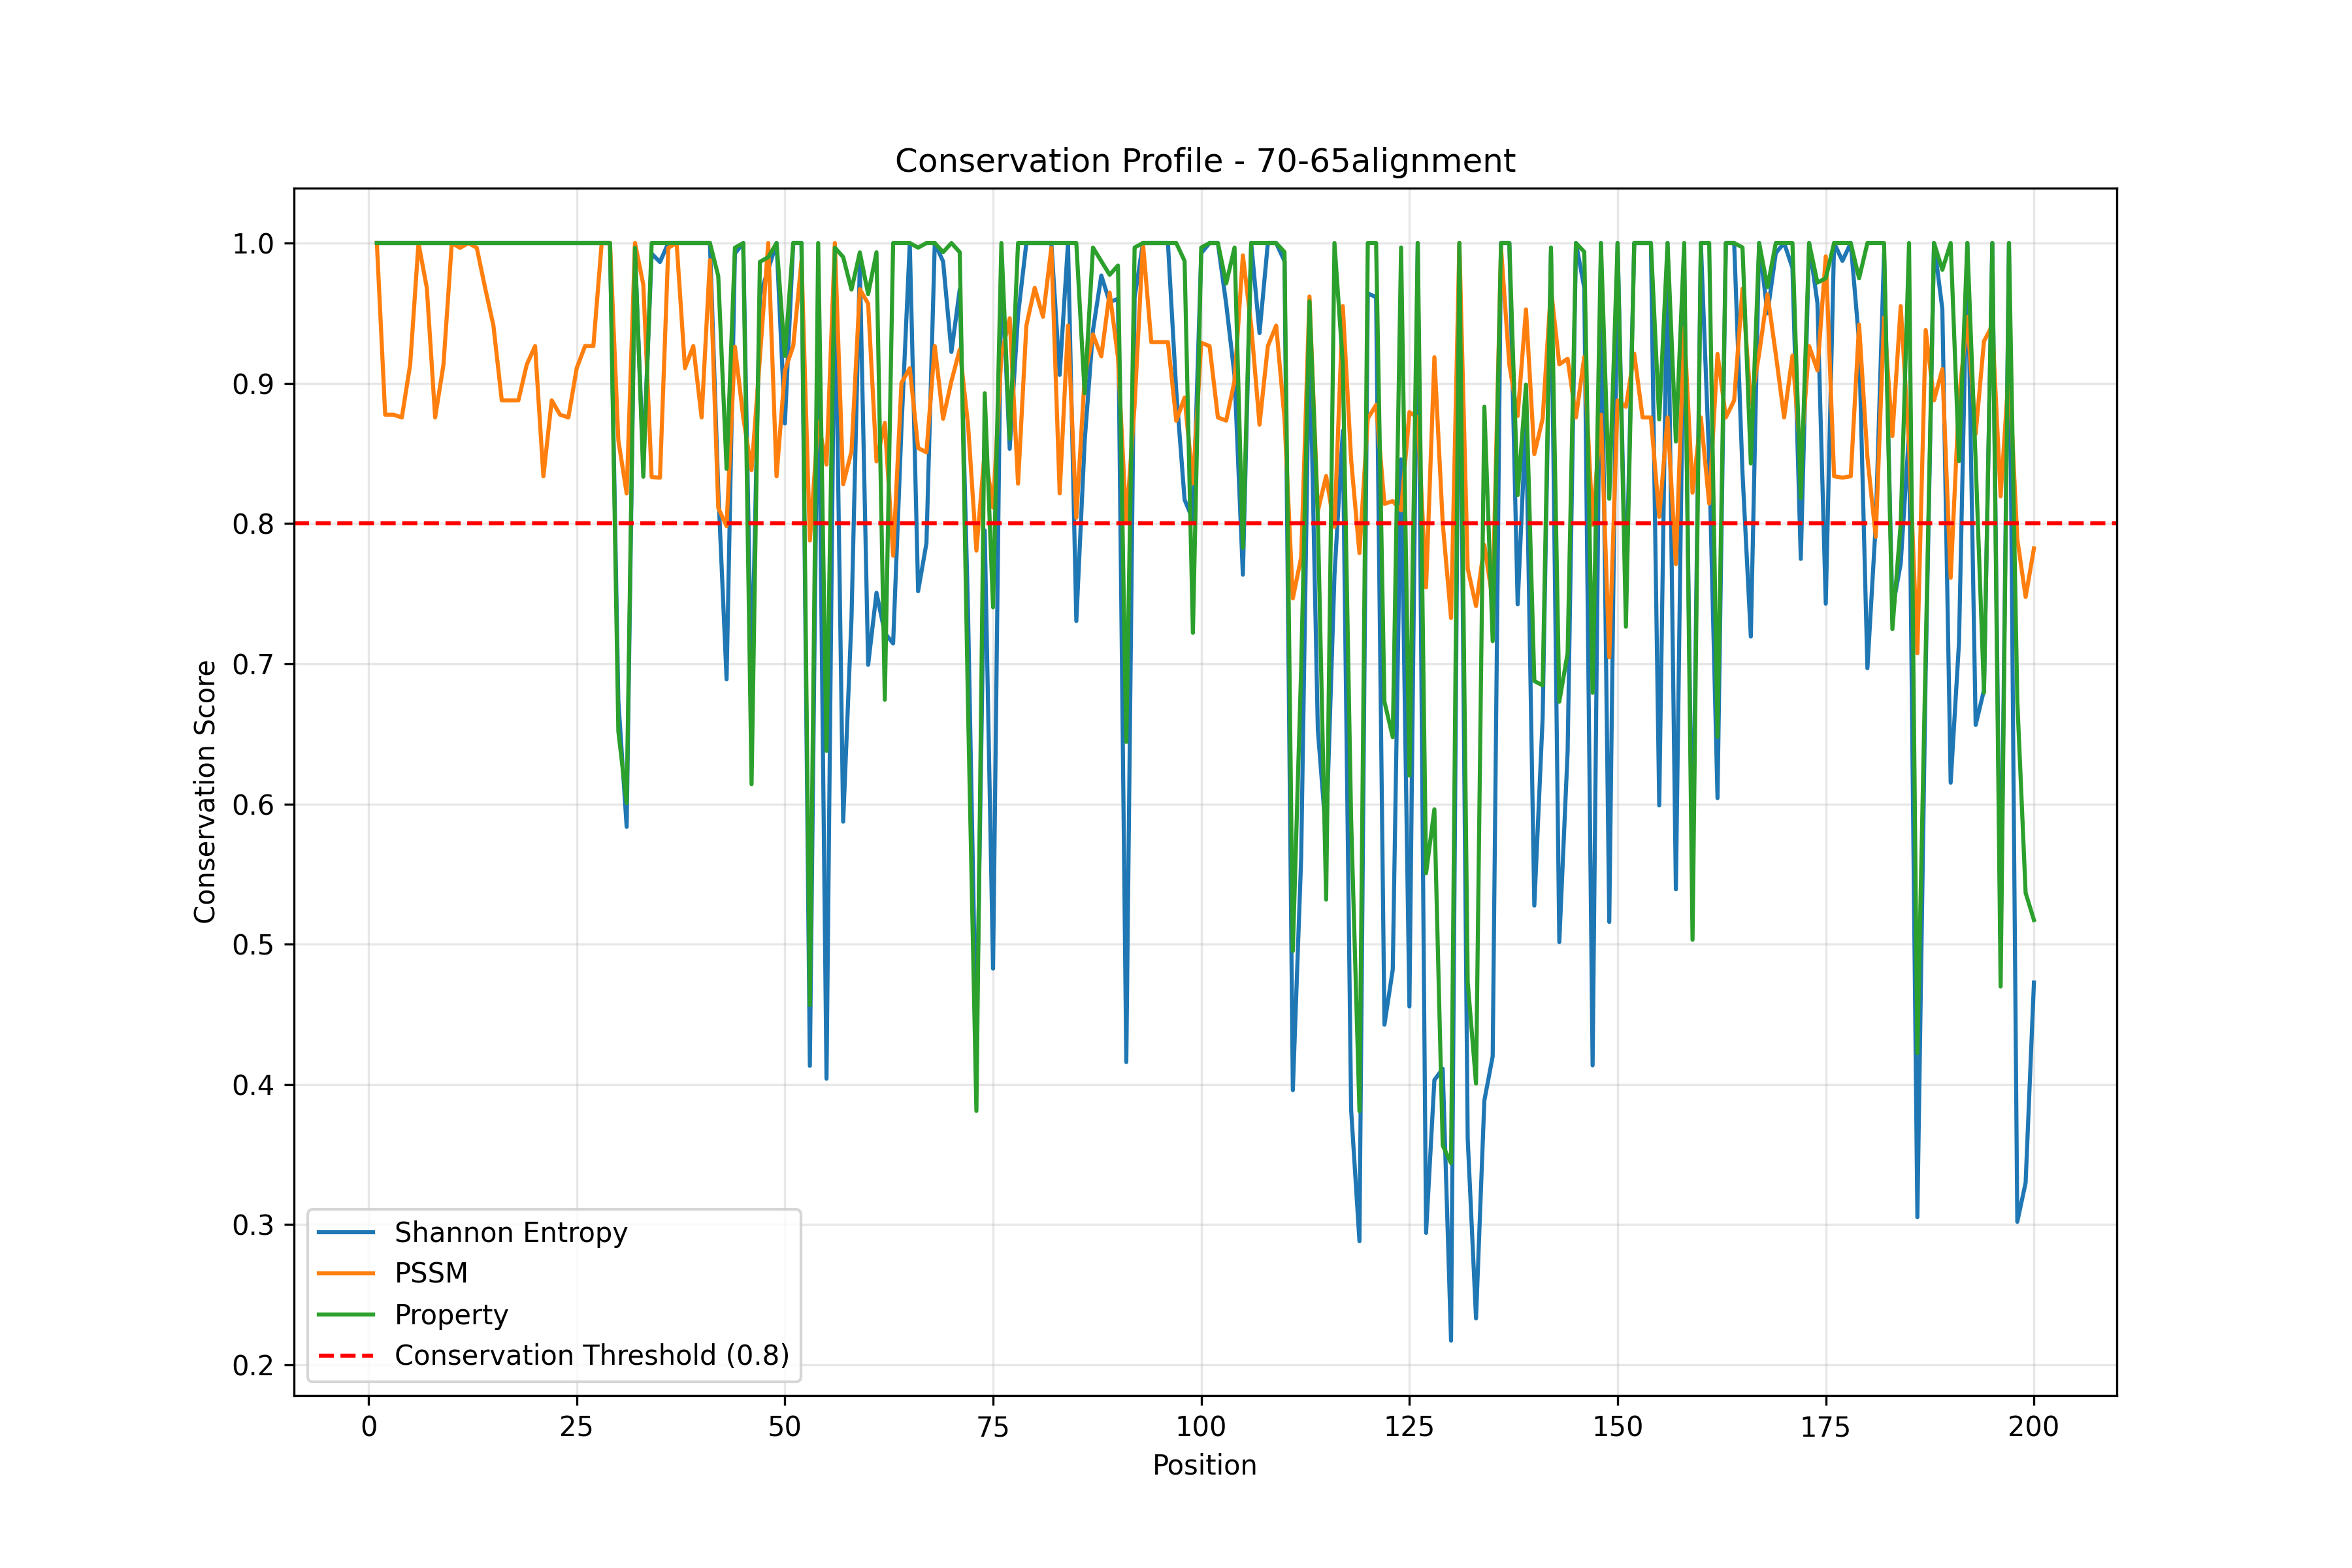 Conservation Profile - 70-65alignment
1.0
0.9
0.8
0.7
0.6
0.5
0.4
0.3
0.2
Conservation Score
Shannon Entropy
PSSM
Property
Conservation Threshold (0.8)
0 25 50 75 100 125 150 175 200
Position